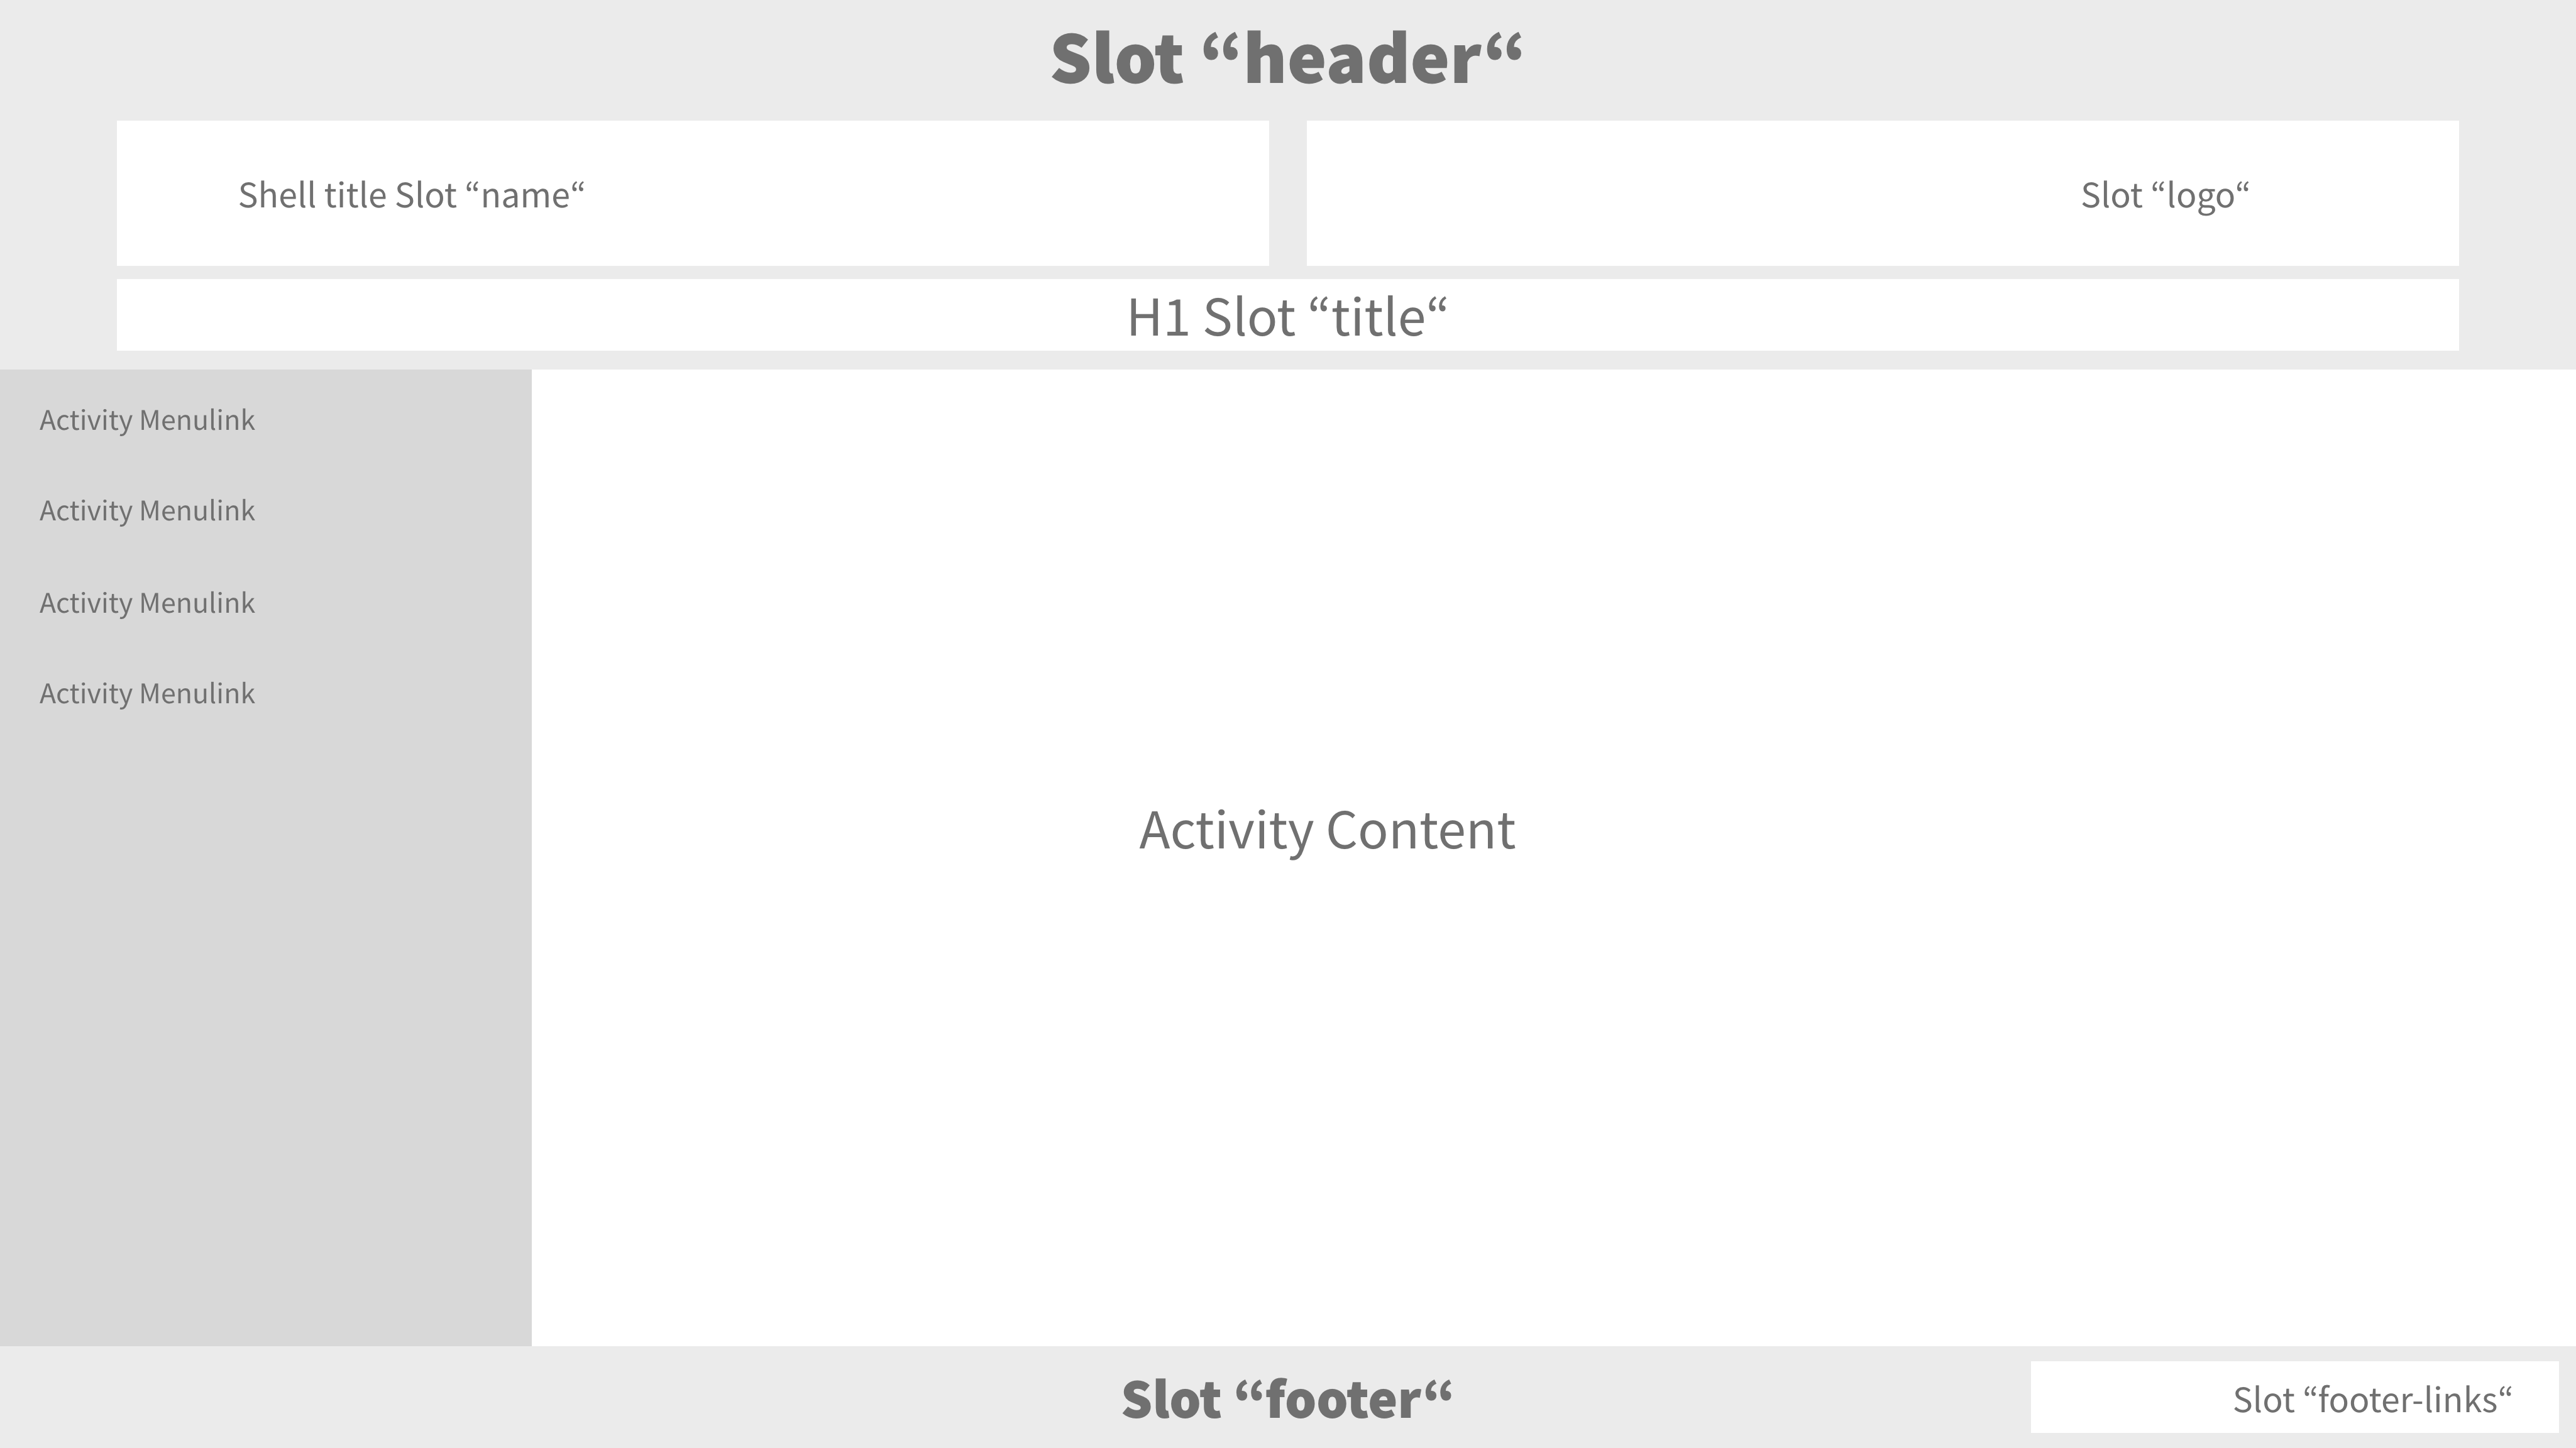 Slot “header“
Shell title Slot “name“
Slot “logo“
H1 Slot “title“
Activity Menulink
Activity Menulink
Activity Menulink
Activity Menulink
Activity Content
Slot “footer“
Slot “footer-links“